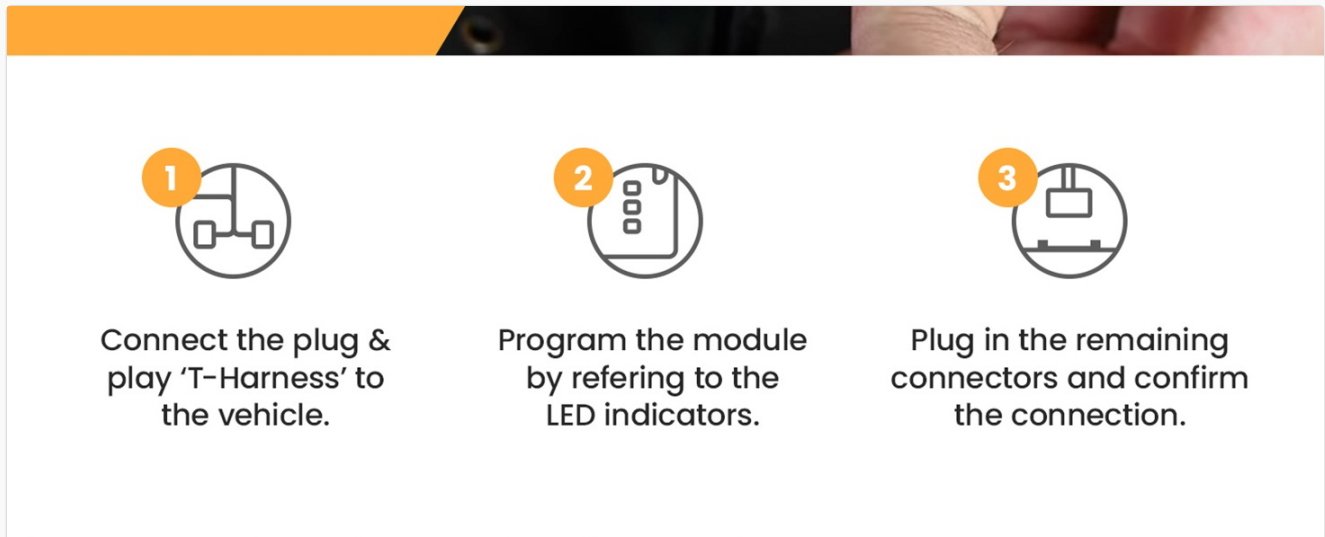 1
Connect the plug &
play ‘T-Harness’ to
the vehicle.
2
Program the module
by refering to the
LED indicators.
3
Plug in the remaining
connectors and confirm
the connection.